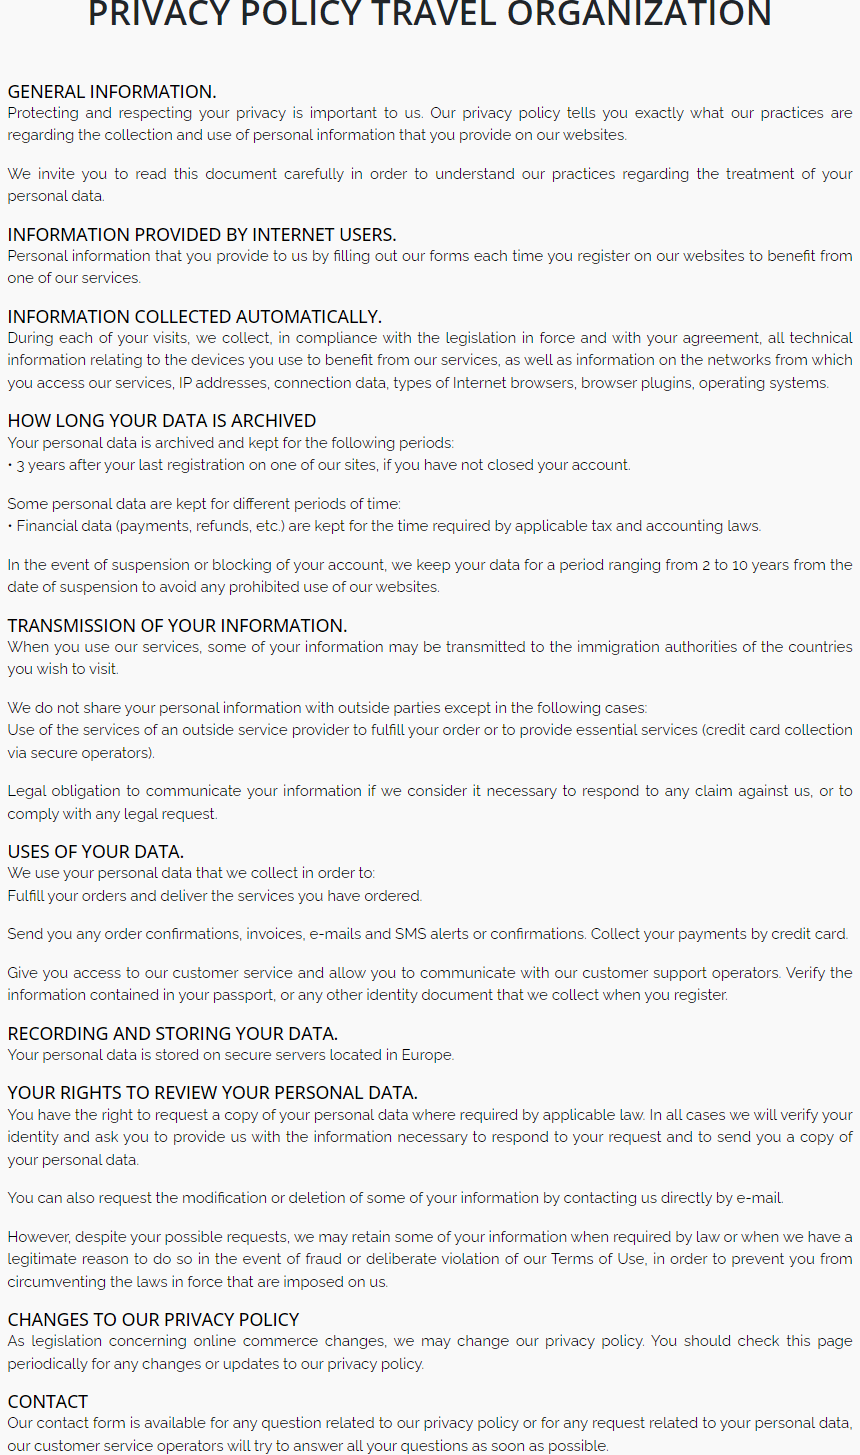 PRIVACY POLICY TRAVEL ORGANIZATION
GENERAL INFORMATION.
Protecting and respecting your privacy is important to us. Our privacy policy tells you exactly what our practices are
regarding the collection and use of personal information that you provide on our websites.
We invite you to read this document carefully in order to understand our practices regarding the treatment of your
personal data.
INFORMATION PROVIDED BY INTERNET USERS.
Personal information that you provide to us by filling out our forms each time you register on our websites to benefit from
one of our services.
INFORMATION COLLECTED AUTOMATICALLY.
During each of your visits, we collect, in compliance with the legislation in force and with your agreement, all technical
information relating to the devices you use to benefit from our services, as well as information on the networks from which
you access our services, IP addresses, connection data, types of Internet browsers, browser plugins, operating systems.
HOW LONG YOUR DATA IS ARCHIVED
Your personal data is archived and kept for the following periods:
• 3 years after your last registration on one of our sites, if you have not closed your account.
Some personal data are kept for different periods of time:
• Financial data (payments, refunds, etc.) are kept for the time required by applicable tax and accounting laws.
In the event of suspension or blocking of your account, we keep your data for a period ranging from 2 to 10 years from the
date of suspension to avoid any prohibited use of our websites.
TRANSMISSION OF YOUR INFORMATION.
When you use our services, some of your information may be transmitted to the immigration authorities of the countries
you wish to visit.
We do not share your personal information with outside parties except in the following cases:
Use of the services of an outside service provider to fulfill your order or to provide essential services (credit card collection
via secure operators).
Legal obligation to communicate your information if we consider it necessary to respond to any claim against us, or to
comply with any legal request.
USES OF YOUR DATA.
We use your personal data that we collect in order to:
Fulfill your orders and deliver the services you have ordered.
Send you any order confirmations, invoices, e-mails and SMS alerts or confirmations. Collect your payments by credit card.
Give you access to our customer service and allow you to communicate with our customer support operators. Verify the
information contained in your passport, or any other identity document that we collect when you register.
RECORDING AND STORING YOUR DATA.
Your personal data is stored on secure servers located in Europe.
YOUR RIGHTS TO REVIEW YOUR PERSONAL DATA.
You have the right to request a copy of your personal data where required by applicable law. In all cases we will verify your
identity and ask you to provide us with the information necessary to respond to your request and to send you a copy of
your personal data.
You can also request the modification or deletion of some of your information by contacting us directly by e-mail.
However, despite your possible requests, we may retain some of your information when required by law or when we have a
legitimate reason to do so in the event of fraud or deliberate violation of our Terms of Use, in order to prevent you from
circumventing the laws in force that are imposed on us.
CHANGES TO OUR PRIVACY POLICY
As legislation concerning online commerce changes, we may change our privacy policy. You should check this page
periodically for any changes or updates to our privacy policy.
CONTACT
Our contact form is available for any question related to our privacy policy or for any request related to your personal data,
our customer service operators will try to answer all your questions as soon as possible.